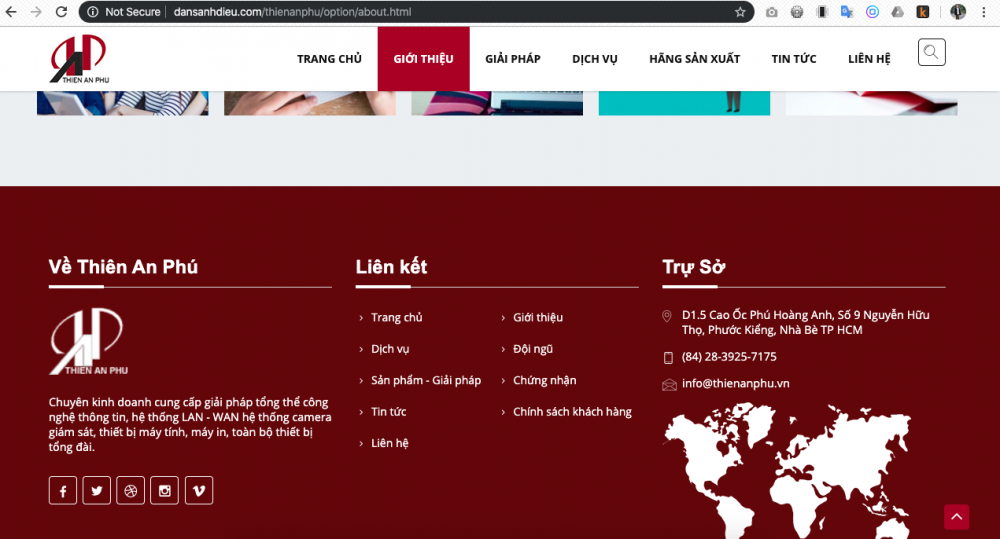 Not Secure | dansanhdieu.com/thienanphu/option/about.html
THIEN AN PHU
TRANG CHỦ GIỚI THIỆU GIẢI PHÁP DỊCH VỤ HÃNG SẢN XUẤT TIN TỨC LIÊN HỆ
Về Thiên An Phú
THIEN AN PHU
Chuyên kinh doanh cung cấp giải pháp tổng thể công
nghệ thông tin, hệ thống LAN - WAN hệ thống camera
giám sát, thiết bị máy tính, máy in, toàn bộ thiết bị
tổng đài.
Liên kết
Trang chủ
Dịch vụ
Sản phẩm - Giải pháp
Tin tức
Liên hệ
Giới thiệu
Đội ngũ
Chứng nhận
Chính sách khách hàng
Trụ Sở
D1.5 Cao Ốc Phú Hoàng Anh, Số 9 Nguyễn Hữu
Thọ, Phước Kiểng, Nhà Bè TP HCM
(84) 28-3925-7175
info@thienanphu.vn